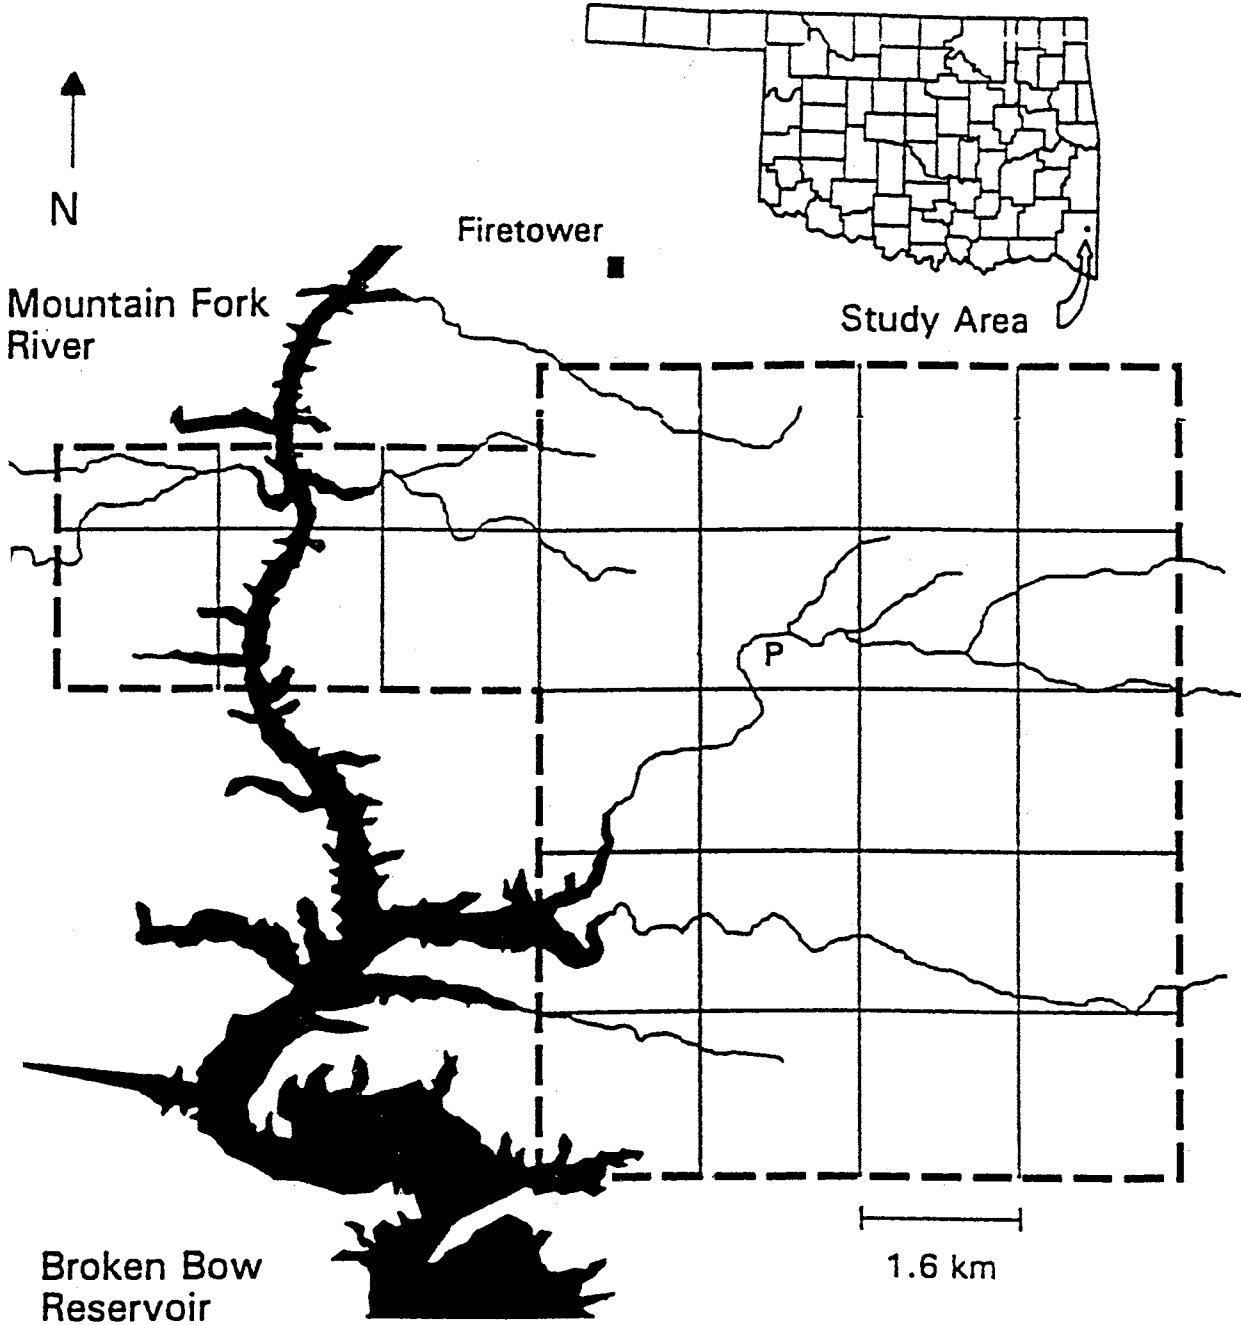 N
Firetower
Mountain Fork
River
Study Area
P
1.6 km
Broken Bow
Reservoir